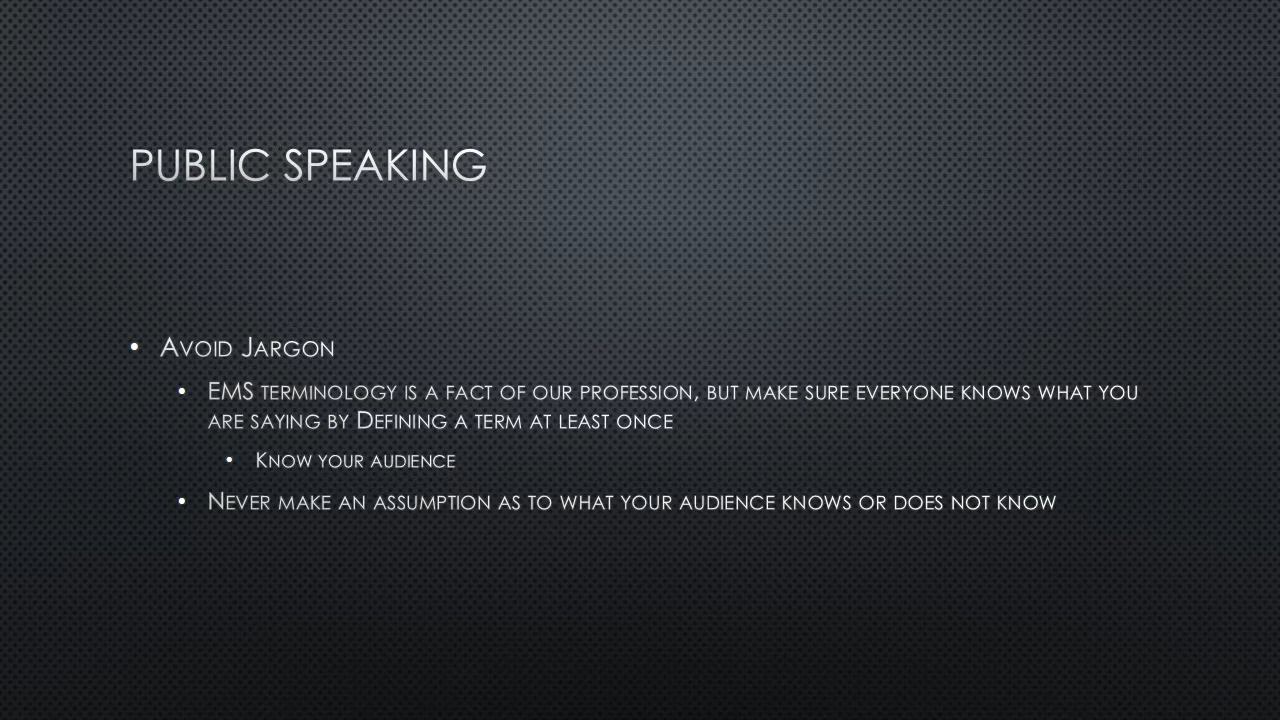 PUBLIC SPEAKING
• AVOID JARGON
• EMS TERMINOLOGY IS A FACT OF OUR PROFESSION, BUT MAKE SURE EVERYONE KNOWS WHAT YOU
ARE SAYING BY DEFINING A TERM AT LEAST ONCE
• KNOW YOUR AUDIENCE
• NEVER MAKE AN ASSUMPTION AS TO WHAT YOUR AUDIENCE KNOWS OR DOES NOT KNOW